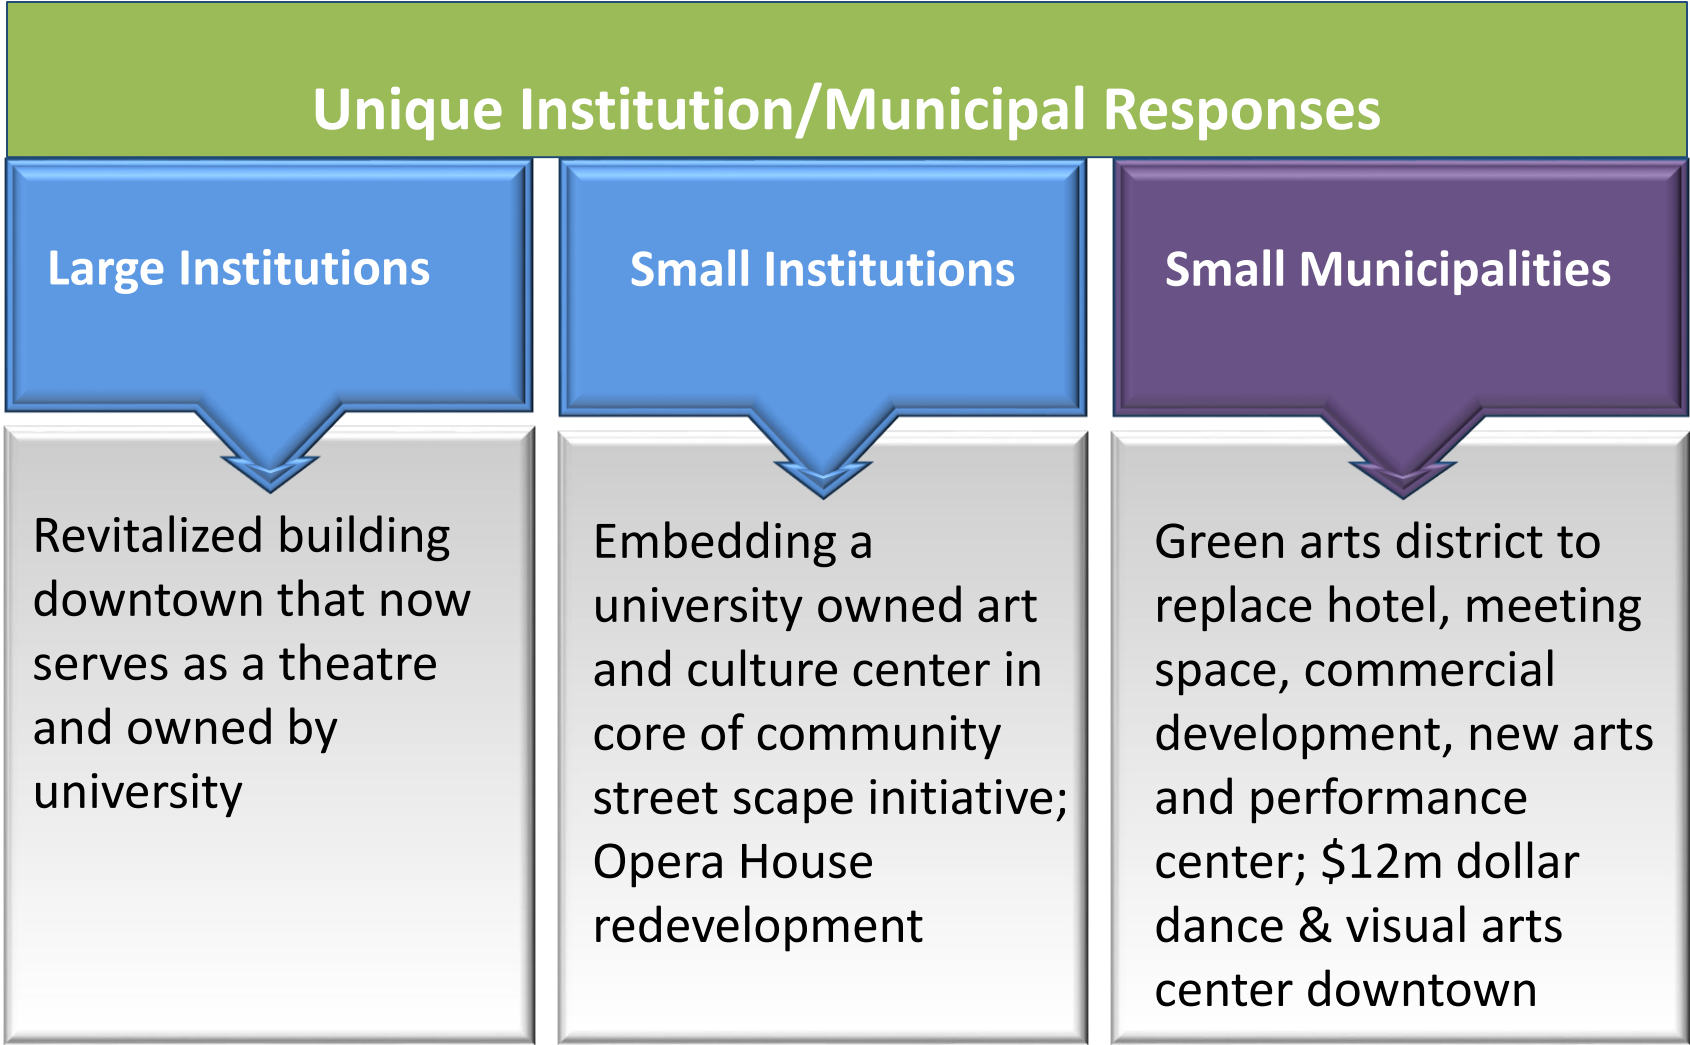 Unique Institution/Municipal Responses
Large Institutions
Revitalized building
downtown that now
serves as a theatre
and owned by
university
Small Institutions
Embedding a
university owned art
and culture center in
core of community
street scape initiative;
Opera House
redevelopment
Small Municipalities
Green arts district to
replace hotel, meeting
space, commercial
development, new arts
and performance
center; $12m dollar
dance & visual arts
center downtown